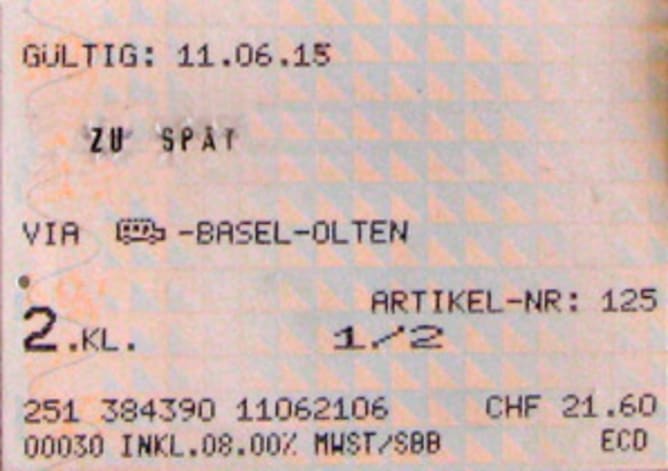 GÜLTIG: 11.06.15
ZU SPÄT
VIA -BASEL-OLTEN
ARTIKEL-NR: 125
2.KL. 1/2
251 384390 11062106 CHF 21.60
00030 INKL.08.00% MWST/SBB ECO